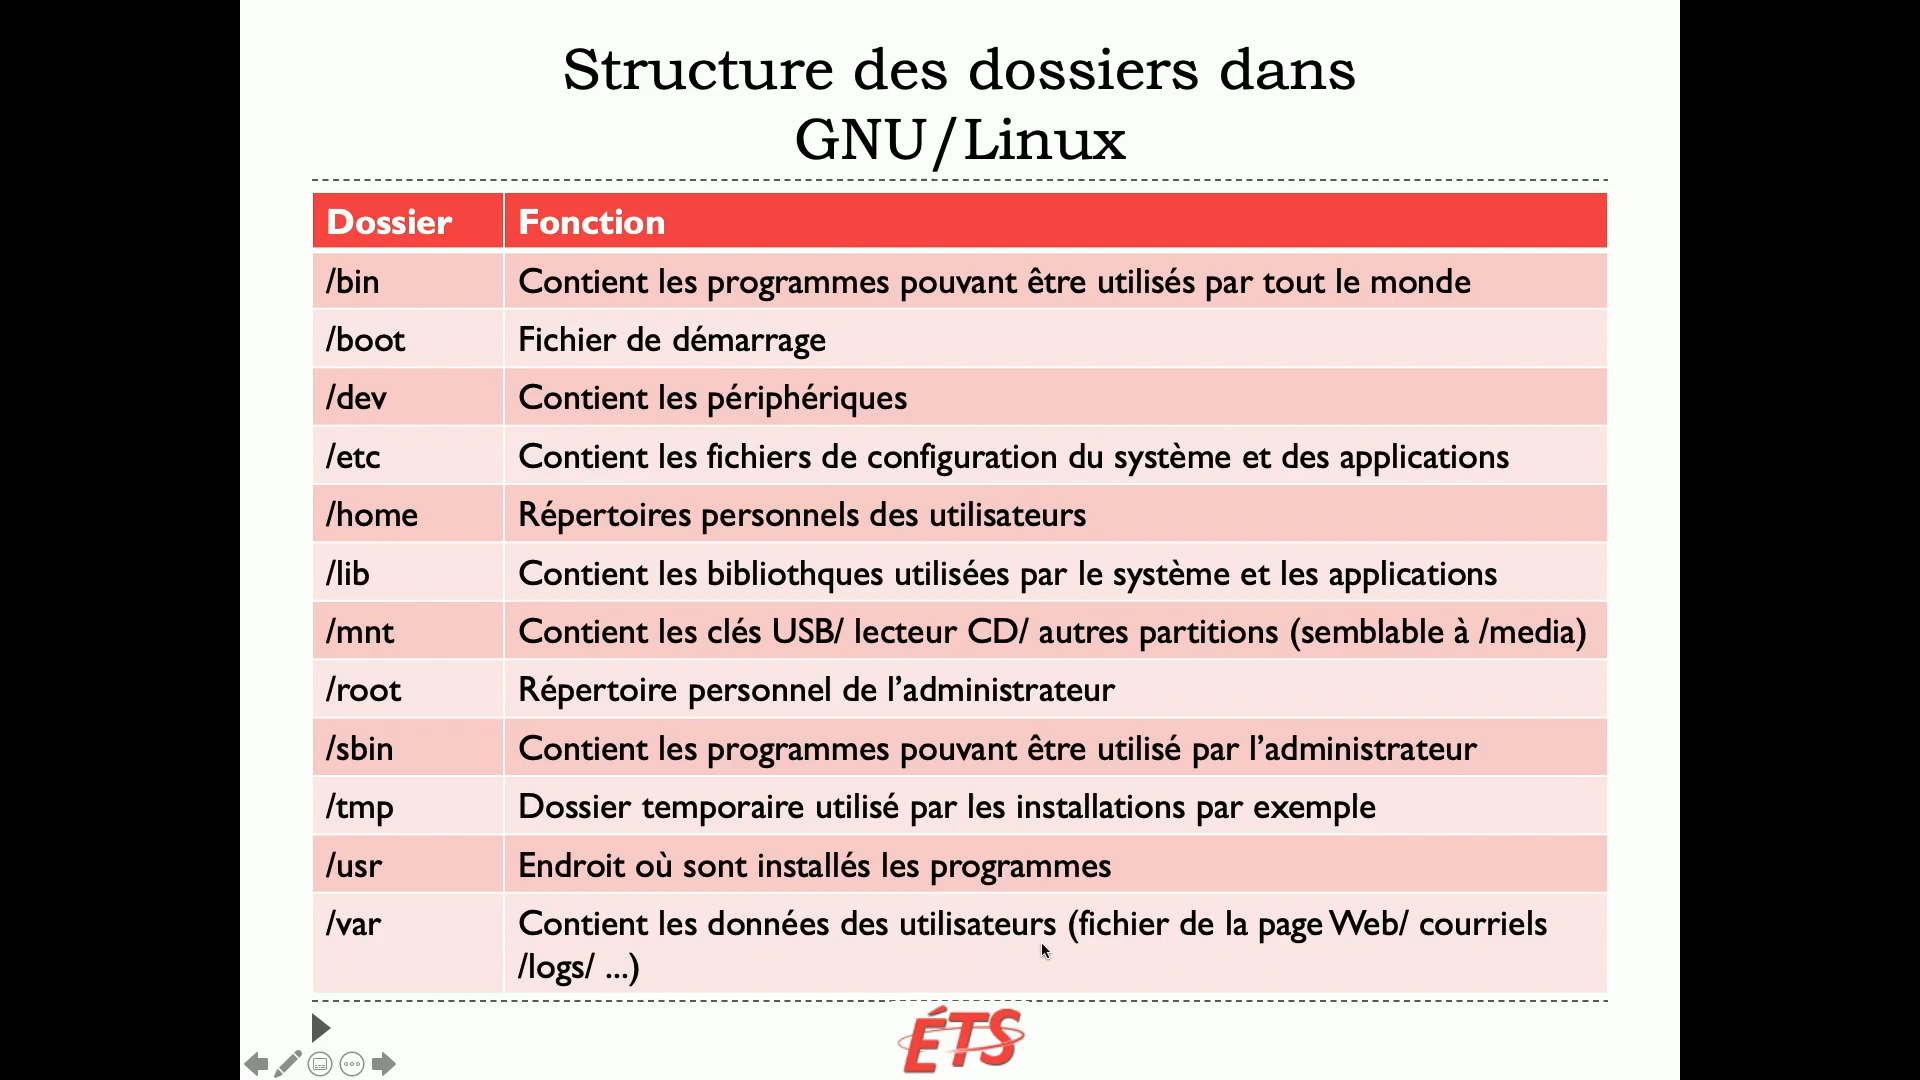 Structure des dossiers dans
GNU/Linux
Dossier Fonction
/bin Contient les programmes pouvant être utilisés par tout le monde
/boot Fichier de démarrage
/dev Contient les périphériques
/etc Contient les fichiers de configuration du système et des applications
/home Répertoires personnels des utilisateurs
/lib Contient les bibliothques utilisées par le système et les applications
/mnt Contient les clés USB/ lecteur CD/ autres partitions (semblable à /media)
/root Répertoire personnel de l’administrateur
/sbin Contient les programmes pouvant être utilisé par l’administrateur
/tmp Dossier temporaire utilisé par les installations par exemple
/usr Endroit où sont installés les programmes
/var Contient les données des utilisateurs (fichier de la page Web/ courriels
/logs/ ...)
ÉTS